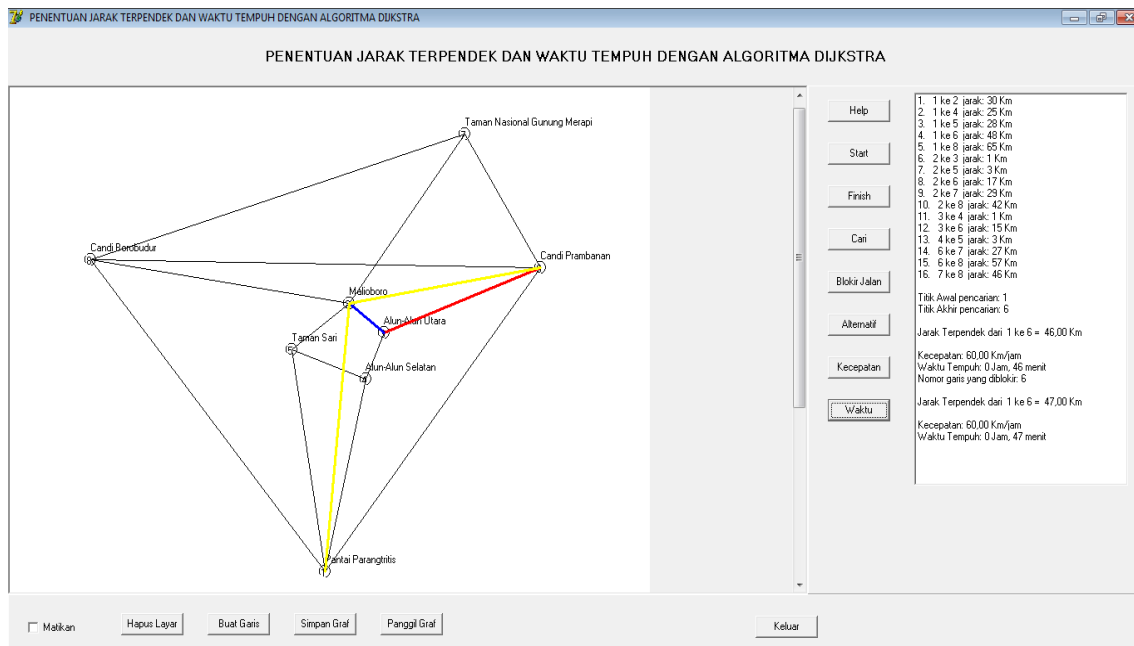 PENENTUAN JARAK TERPENDEK DAN WAKTU TEMPUH DENGAN ALGORITMA DIJKSTRA
PENENTUAN JARAK TERPENDEK DAN WAKTU TEMPUH DENGAN ALGORITMA DIJKSTRA
Taman Nasional Gunung Merapi
7
Candi Borobudur
8
Candi Prambanan
Malioboro
Alun-Alun Utara
Taman Sari
5
Alun-Alun Selatan
Pantai Parangtritis
Help
Start
Finish
Cari
Blokir Jalan
Alternatif
Kecepatan
Waktu
1. 1 ke 2 jarak: 30 Km
2. 1 ke 4 jarak: 25 Km
3. 1 ke 5 jarak: 28 Km
4. 1 ke 6 jarak: 48 Km
5. 1 ke 8 jarak: 65 Km
6. 2 ke 3 jarak: 1 Km
7. 2 ke 5 jarak: 3 Km
8. 2 ke 6 jarak: 17 Km
9. 2 ke 7 jarak: 29 Km
10. 2 ke 8 jarak: 42 Km
11. 3 ke 4 jarak: 1 Km
12. 3 ke 6 jarak: 15 Km
13. 4 ke 5 jarak: 3 Km
14. 6 ke 7 jarak: 27 Km
15. 6 ke 8 jarak: 57 Km
16. 7 ke 8 jarak: 46 Km
Titik Awal pencarian: 1
Titik Akhir pencarian: 6
Jarak Terpendek dari 1 ke 6 = 46,00 Km
Kecepatan: 60,00 Km/jam
Waktu Tempuh: 0 Jam, 46 menit
Nomor garis yang diblokir: 6
Jarak Terpendek dari 1 ke 6 = 47,00 Km
Kecepatan: 60,00 Km/jam
Waktu Tempuh: 0 Jam, 47 menit
Matikan
Hapus Layar
Buat Garis
Simpan Graf
Panggil Graf
Keluar